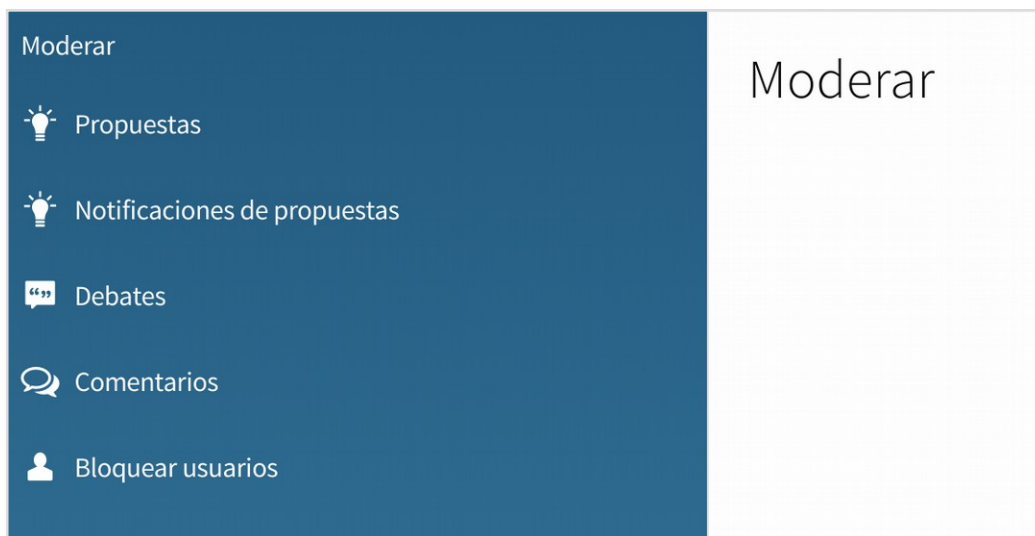 Moderar
Propuestas
Notificaciones de propuestas
Debates
Comentarios
Bloquear usuarios
Moderar